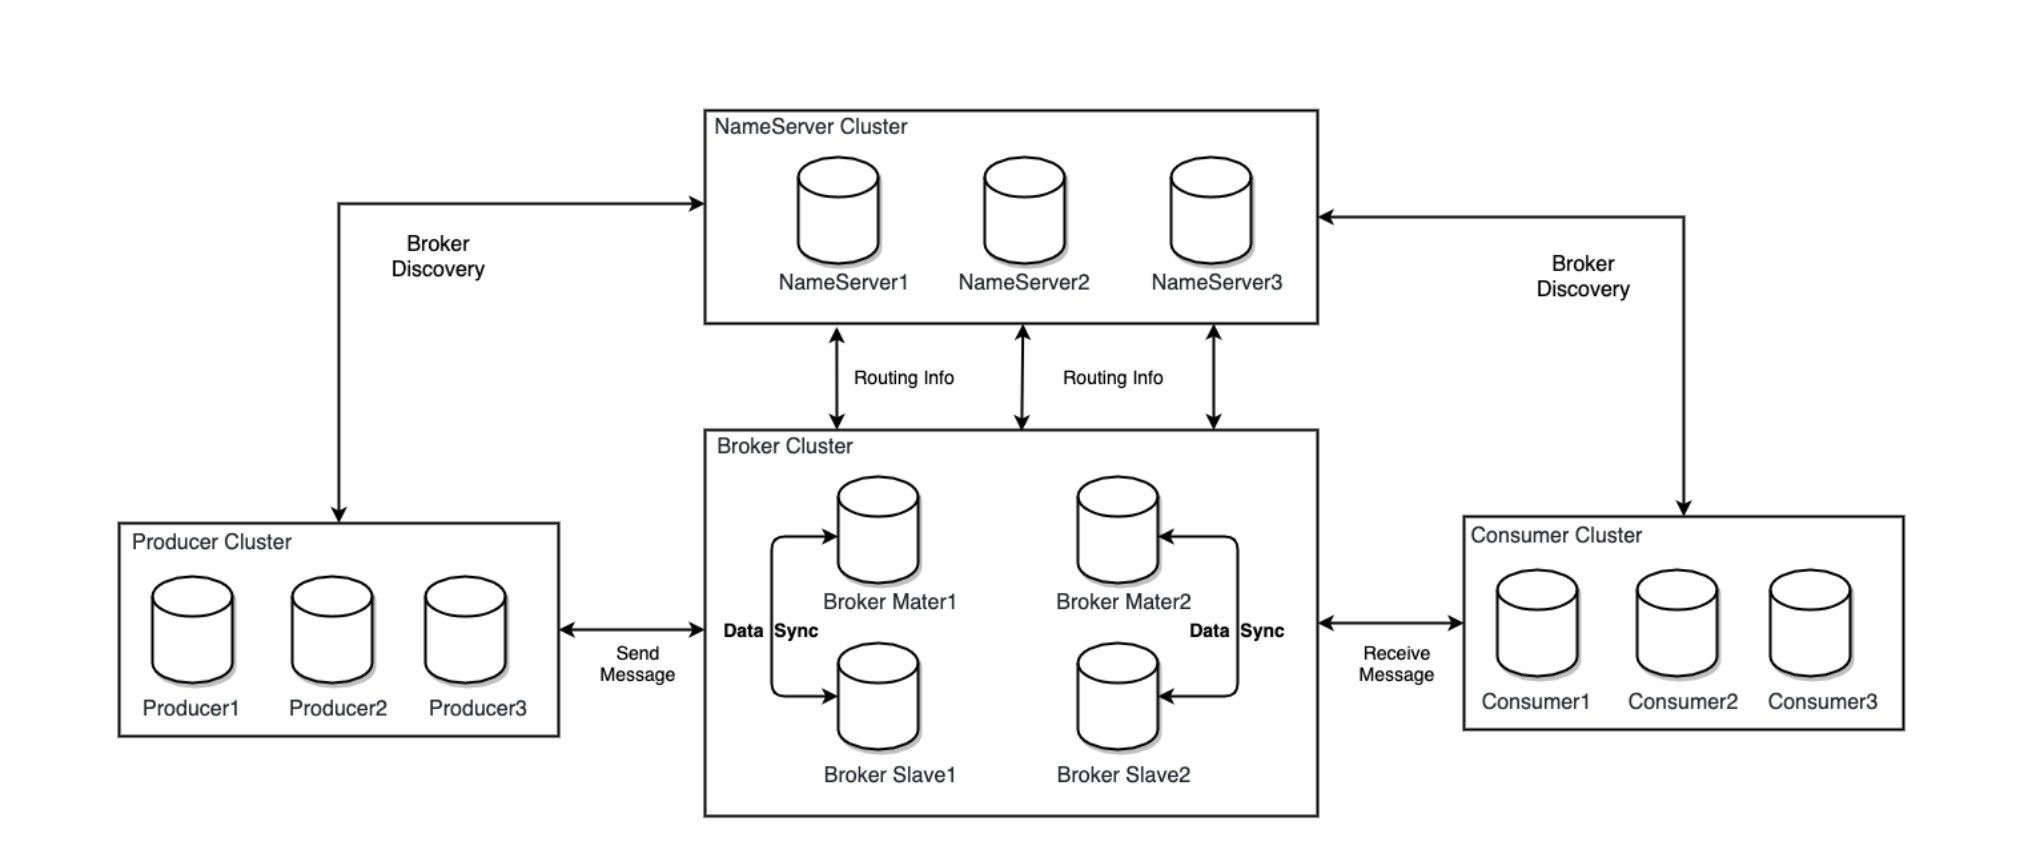 NameServer Cluster
NameServer1
NameServer2
NameServer3
Broker
Discovery
Broker
Discovery
Routing Info
Routing Info
Broker Cluster
Broker Mater1
Broker Mater2
Data Sync
Data Sync
Broker Slave1
Broker Slave2
Producer Cluster
Producer1
Producer2
Producer3
Send
Message
Receive
Message
Consumer Cluster
Consumer1
Consumer2
Consumer3